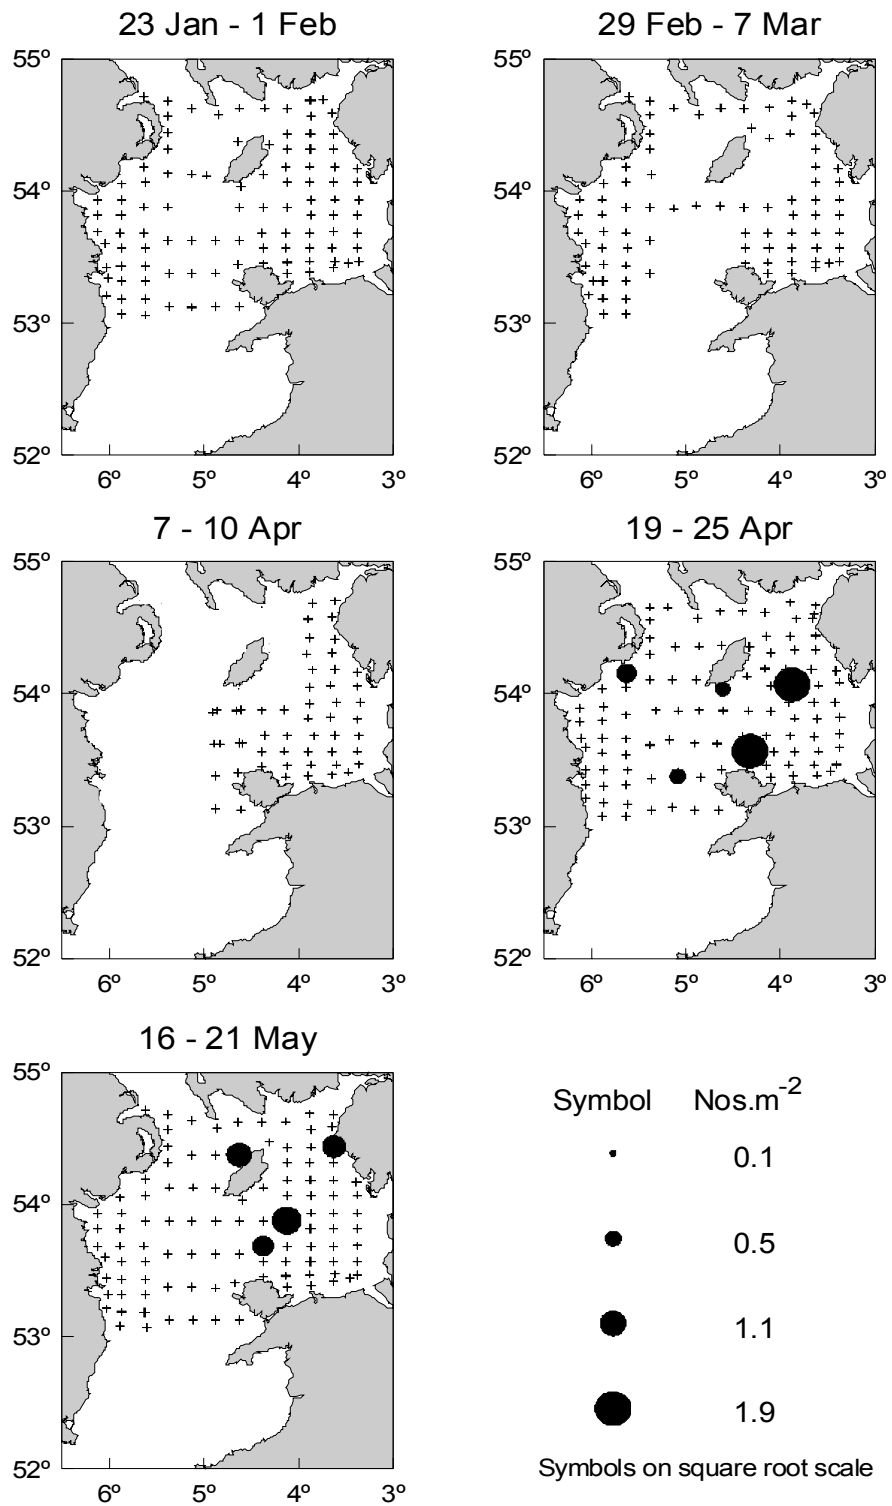 23 Jan - 1 Feb
29 Feb - 7 Mar
55º
54º
53º
52º
6º 5º 4º 3º
55º
54º
53º
52º
6º 5º 4º 3º
7 - 10 Apr
19 - 25 Apr
55º
54º
53º
52º
6º 5º 4º 3º
55º
54º
53º
52º
6º 5º 4º 3º
16 - 21 May
55º
54º
53º
52º
6º 5º 4º 3º
Symbol Nos.m⁻²
0.1
0.5
1.1
1.9
Symbols on square root scale